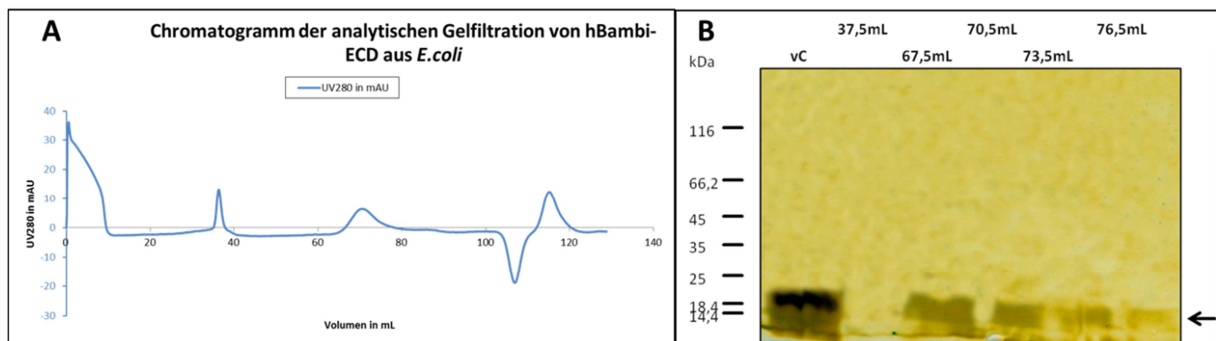 A
Chromatogramm der analytischen Gelfiltration von hBambi-
ECD aus E.coli
UV280 in mAU
40
30
20
10
0
-10
-20
-30
0
20
40
60
80
100
120
140
UV280 in mAU
Volumen in mL
B
37,5mL
70,5mL
76,5mL
kDa
vC
67,5mL
73,5mL
116
66,2
45
35
25
18,4
14,4